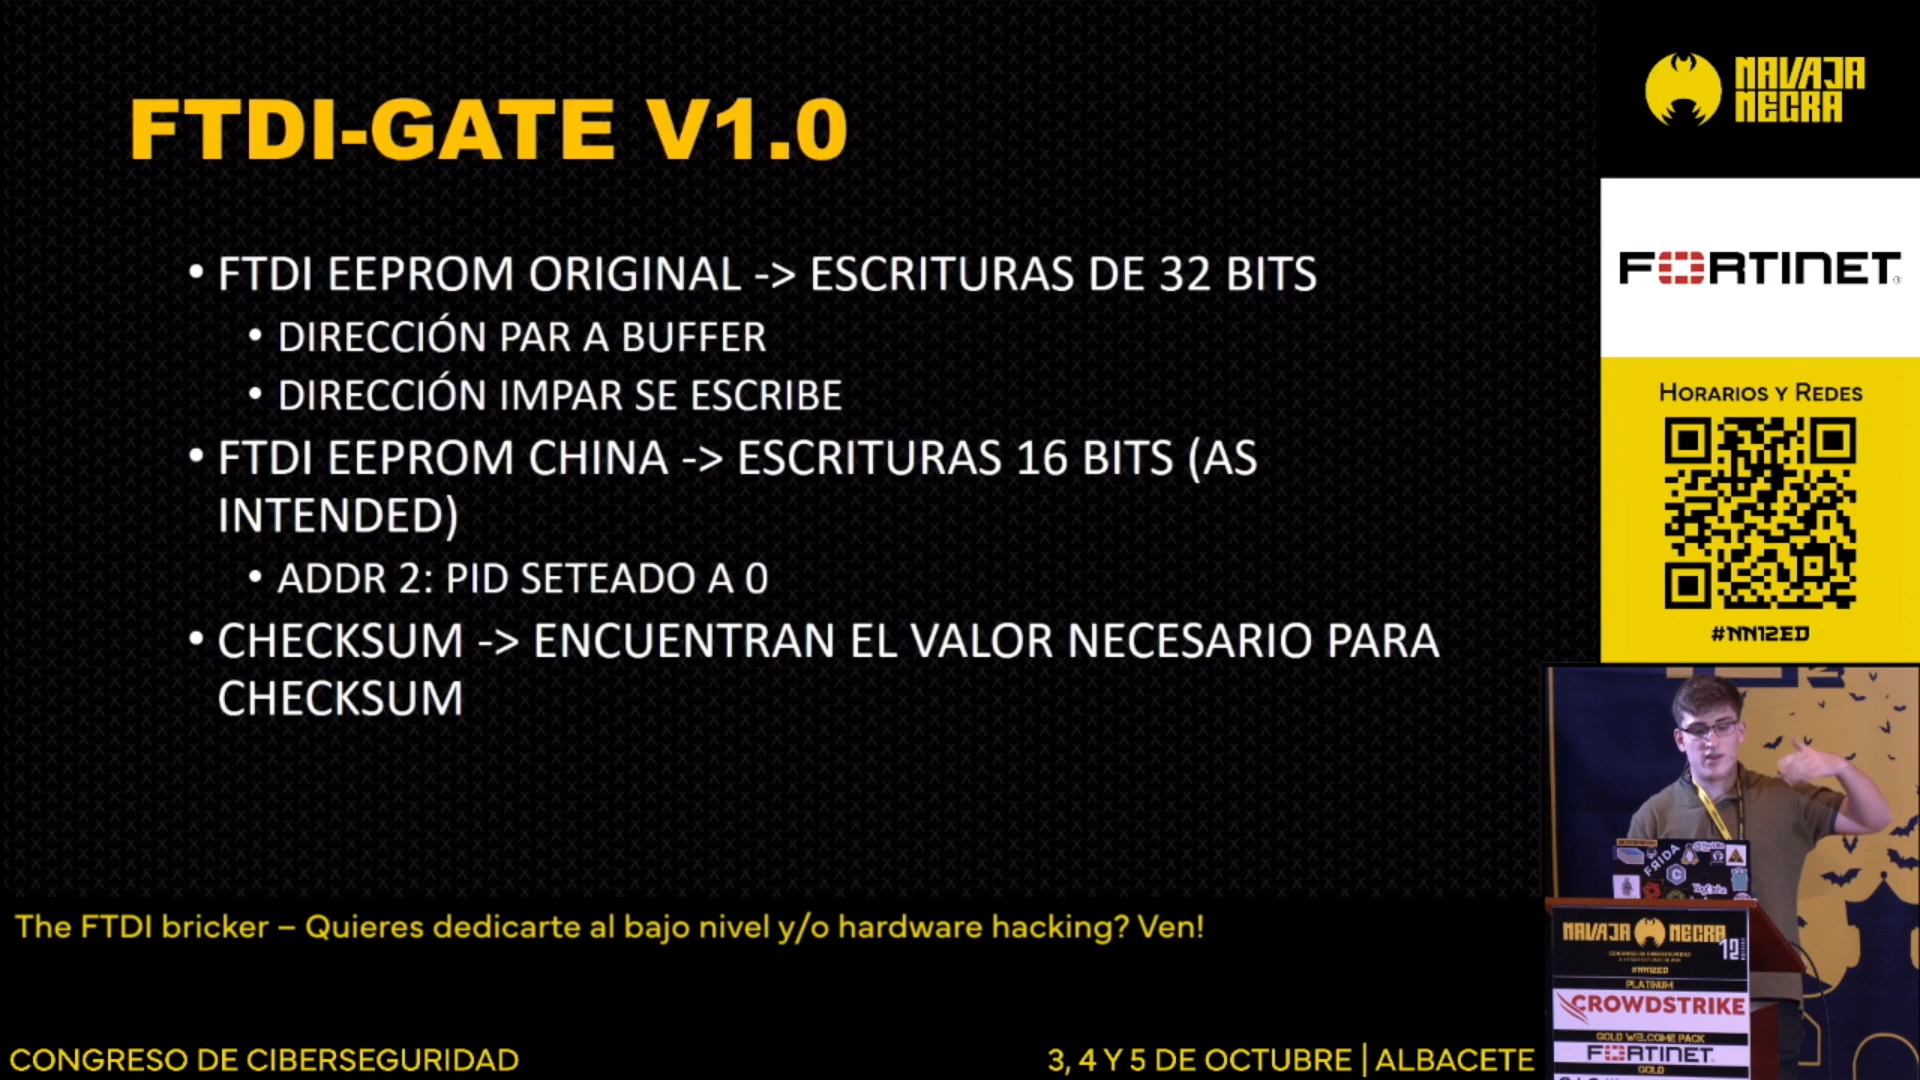 FTDI-GATE V1.0
• FTDI EEPROM ORIGINAL -> ESCRITURAS DE 32 BITS
• DIRECCIÓN PAR A BUFFER
• DIRECCIÓN IMPAR SE ESCRIBE
• FTDI EEPROM CHINA -> ESCRITURAS 16 BITS (AS
INTENDED)
• ADDR 2: PID SETEADO A 0
• CHECKSUM -> ENCUENTRAN EL VALOR NECESARIO PARA
CHECKSUM
NAVAJA
NEGRA
FORTINET
HORARIOS Y REDES
#NN12ED
FRIDA
NAVAJA NEGRA
12
#NN12ED
PLATINUM
CROWDSTRIKE
GOLD WELCOME PACK
FORTINET
GOLD
The FTDI bricker – Quieres dedicarte al bajo nivel y/o hardware hacking? Ven!
CONGRESO DE CIBERSEGURIDAD
3, 4 Y 5 DE OCTUBRE | ALBACETE